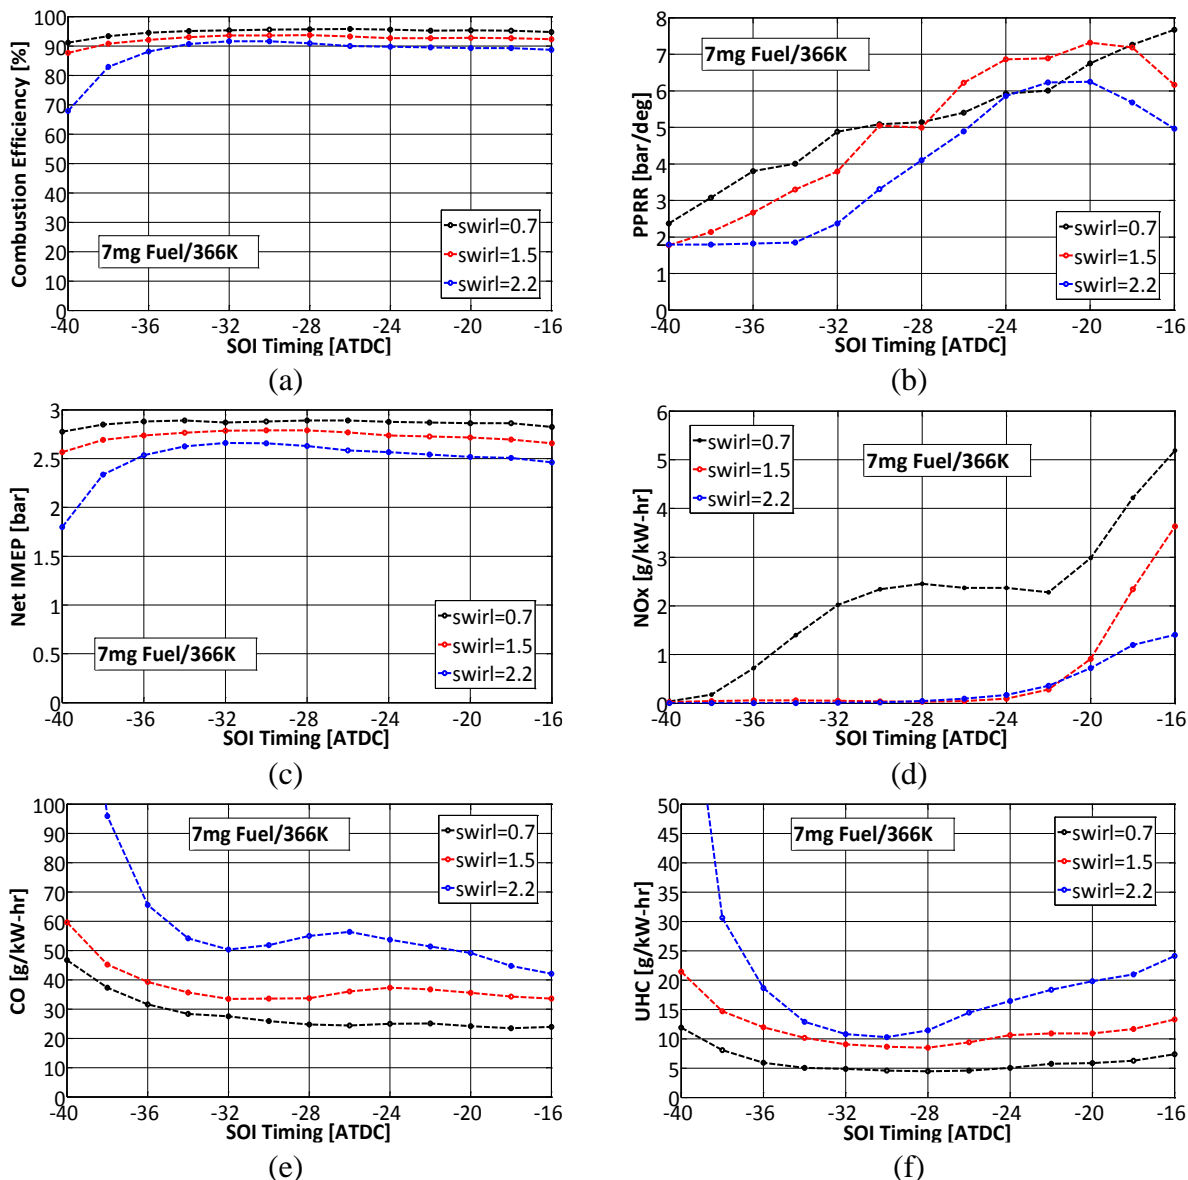 Combustion Efficiency [%]
100
90
80
70
60
50
40
30
20
10
0
7mg Fuel/366K
swirl=0.7
swirl=1.5
swirl=2.2
-40 -36 -32 -28 -24 -20 -16
SOI Timing [ATDC]
(a)
PPRR [bar/deg]
8
7
6
5
4
3
2
1
0
7mg Fuel/366K
swirl=0.7
swirl=1.5
swirl=2.2
-40 -36 -32 -28 -24 -20 -16
SOI Timing [ATDC]
(b)
Net IMEP [bar]
3
2.5
2
1.5
1
0.5
0
7mg Fuel/366K
swirl=0.7
swirl=1.5
swirl=2.2
-40 -36 -32 -28 -24 -20 -16
SOI Timing [ATDC]
(c)
NOx [g/kW-hr]
6
5
4
3
2
1
0
swirl=0.7
swirl=1.5
swirl=2.2
7mg Fuel/366K
-40 -36 -32 -28 -24 -20 -16
SOI Timing [ATDC]
(d)
CO [g/kW-hr]
100
90
80
70
60
50
40
30
20
10
0
7mg Fuel/366K
swirl=0.7
swirl=1.5
swirl=2.2
-40 -36 -32 -28 -24 -20 -16
SOI Timing [ATDC]
(e)
UHC [g/kW-hr]
50
45
40
35
30
25
20
15
10
5
0
7mg Fuel/366K
swirl=0.7
swirl=1.5
swirl=2.2
-40 -36 -32 -28 -24 -20 -16
SOI Timing [ATDC]
(f)